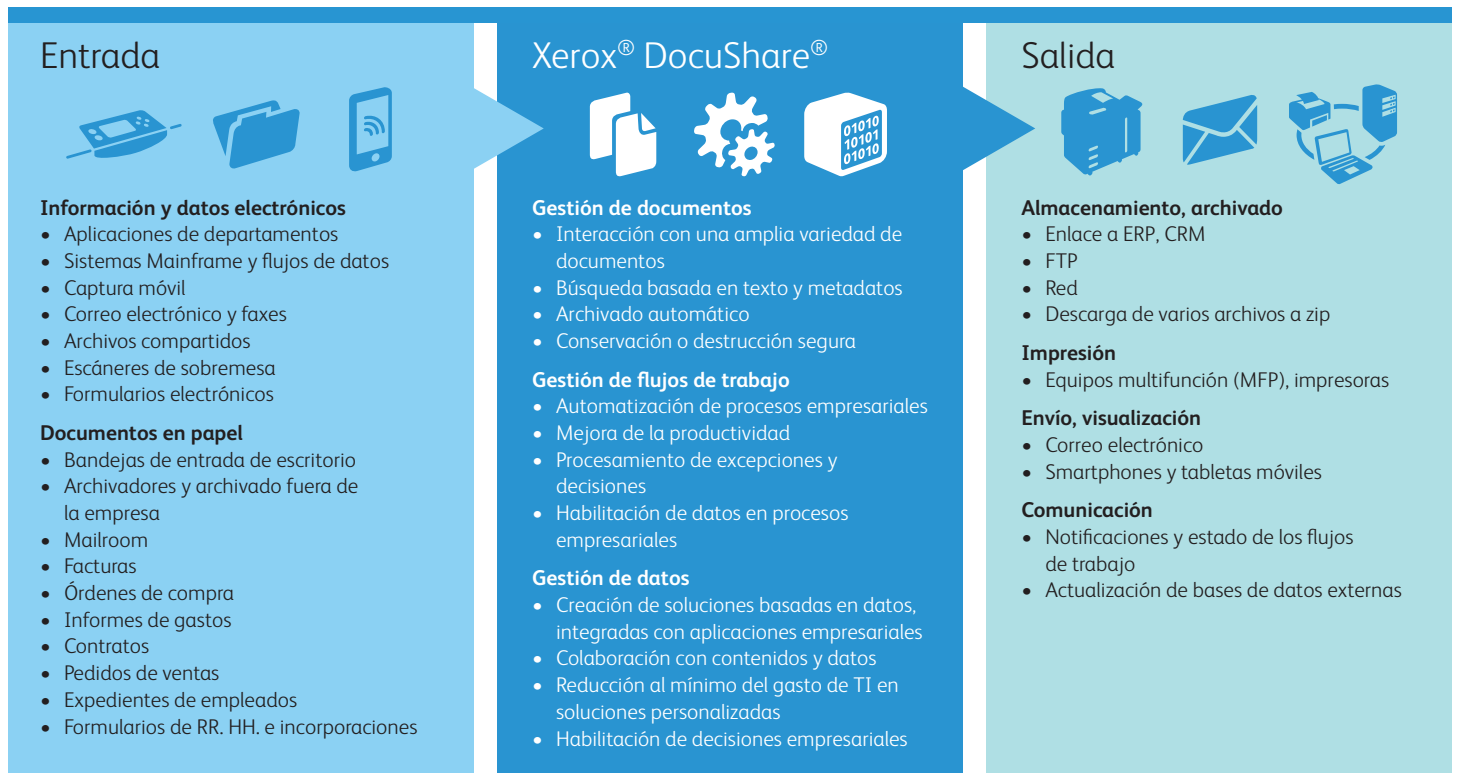 Entrada
Información y datos electrónicos
• Aplicaciones de departamentos
• Sistemas Mainframe y flujos de datos
• Captura móvil
• Correo electrónico y faxes
• Archivos compartidos
• Escáneres de sobremesa
• Formularios electrónicos
Documentos en papel
• Bandejas de entrada de escritorio
• Archivadores y archivado fuera de
la empresa
• Mailroom
• Facturas
• Órdenes de compra
• Informes de gastos
• Contratos
• Pedidos de ventas
• Expedientes de empleados
• Formularios de RR. HH. e incorporaciones
Xerox® DocuShare®
01010
10101
01010
Gestión de documentos
• Interacción con una amplia variedad de
documentos
• Búsqueda basada en texto y metadatos
• Archivado automático
• Conservación o destrucción segura
Gestión de flujos de trabajo
• Automatización de procesos empresariales
• Mejora de la productividad
• Procesamiento de excepciones y
decisiones
• Habilitación de datos en procesos
empresariales
Gestión de datos
• Creación de soluciones basadas en datos,
integradas con aplicaciones empresariales
• Colaboración con contenidos y datos
• Reducción al mínimo del gasto de TI en
soluciones personalizadas
• Habilitación de decisiones empresariales
Salida
Almacenamiento, archivado
• Enlace a ERP, CRM
• FTP
• Red
• Descarga de varios archivos a zip
Impresión
• Equipos multifunción (MFP), impresoras
Envío, visualización
• Correo electrónico
• Smartphones y tabletas móviles
Comunicación
• Notificaciones y estado de los flujos
de trabajo
• Actualización de bases de datos externas